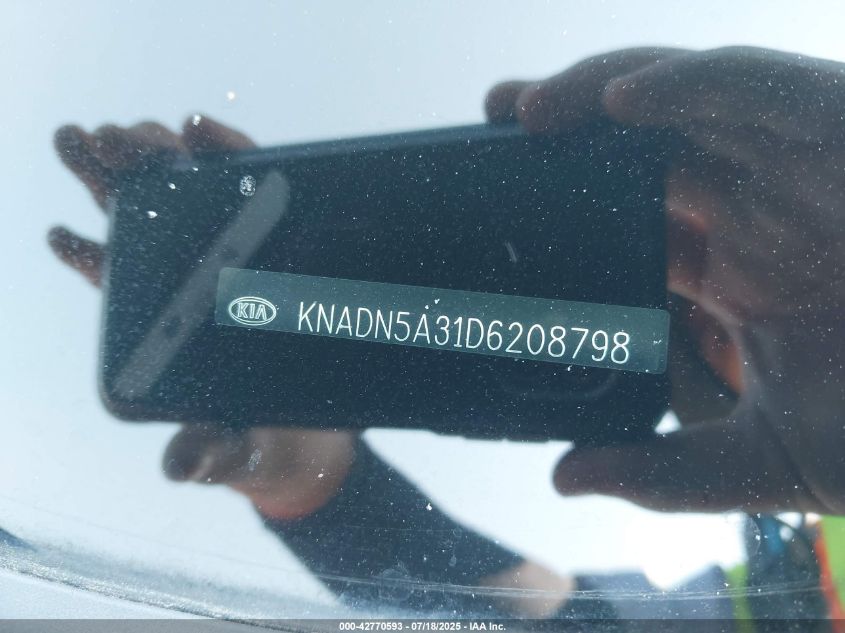 KIA KNADN5A31D6208798
000-42770593 - 07/18/2025 - IAA Inc.